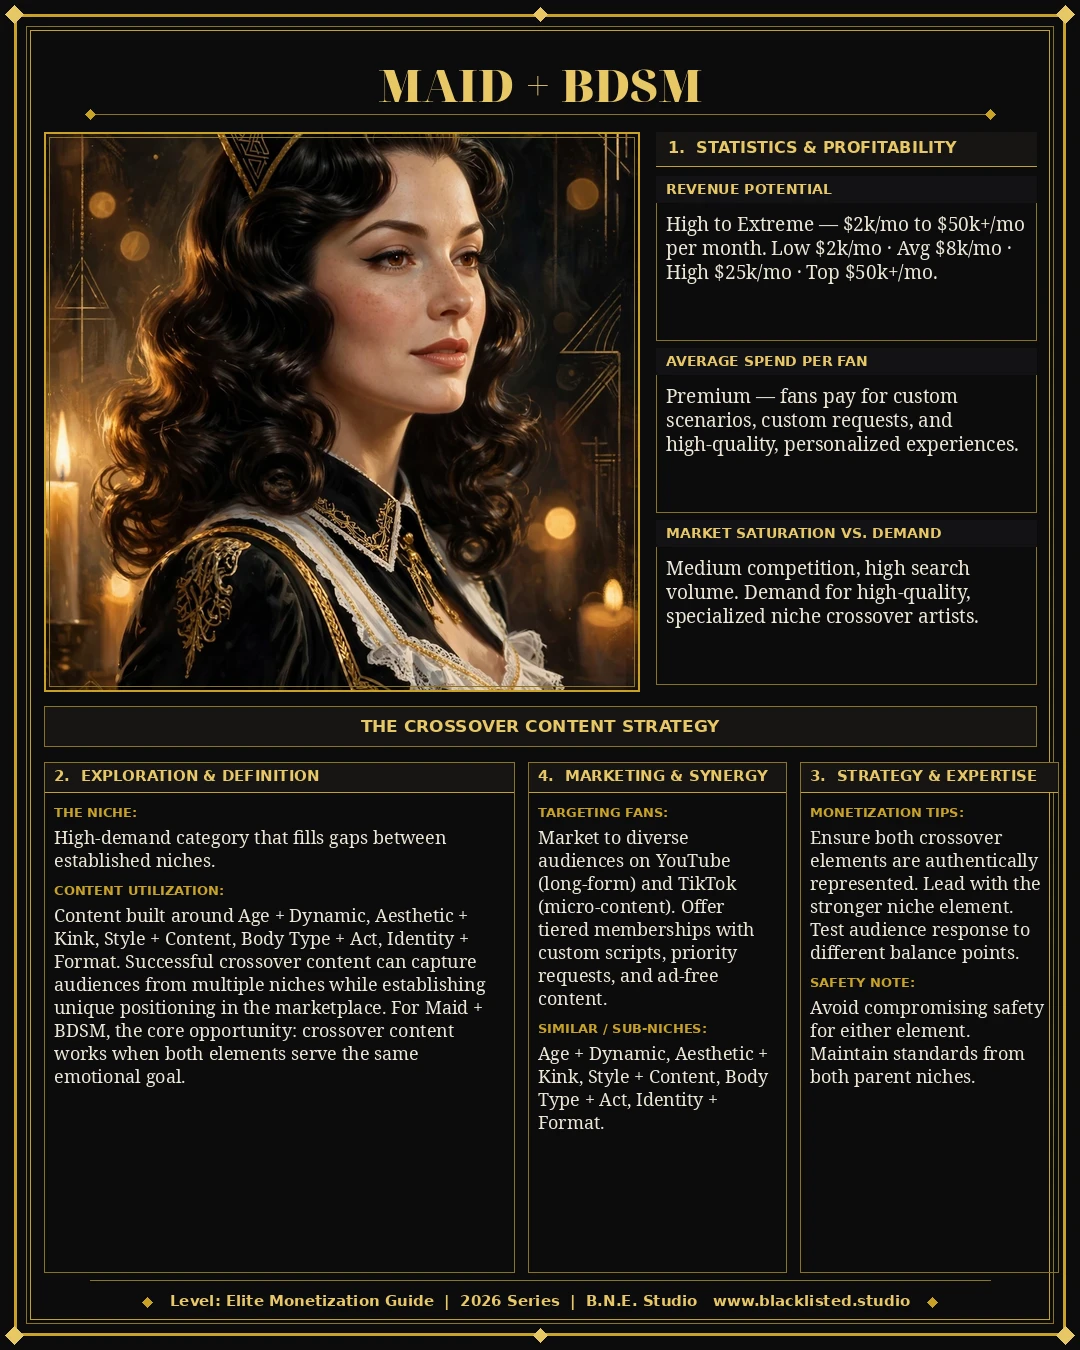 MAID + BDSM
1. STATISTICS & PROFITABILITY
REVENUE POTENTIAL
High to Extreme — $2k/mo to $50k+/mo
per month. Low $2k/mo · Avg $8k/mo ·
High $25k/mo · Top $50k+/mo.
AVERAGE SPEND PER FAN
Premium — fans pay for custom
scenarios, custom requests, and
high-quality, personalized experiences.
MARKET SATURATION VS. DEMAND
Medium competition, high search
volume. Demand for high-quality,
specialized niche crossover artists.
THE CROSSOVER CONTENT STRATEGY
2. EXPLORATION & DEFINITION
THE NICHE:
High-demand category that fills gaps between
established niches.
CONTENT UTILIZATION:
Content built around Age + Dynamic, Aesthetic +
Kink, Style + Content, Body Type + Act, Identity +
Format. Successful crossover content can capture
audiences from multiple niches while establishing
unique positioning in the marketplace. For Maid +
BDSM, the core opportunity: crossover content
works when both elements serve the same
emotional goal.
4. MARKETING & SYNERGY
TARGETING FANS:
Market to diverse
audiences on YouTube
(long-form) and TikTok
(micro-content). Offer
tiered memberships with
custom scripts, priority
requests, and ad-free
content.
SIMILAR / SUB-NICHES:
Age + Dynamic, Aesthetic +
Kink, Style + Content, Body
Type + Act, Identity +
Format.
3. STRATEGY & EXPERTISE
MONETIZATION TIPS:
Ensure both crossover
elements are authentically
represented. Lead with the
stronger niche element.
Test audience response to
different balance points.
SAFETY NOTE:
Avoid compromising safety
for either element.
Maintain standards from
both parent niches.
Level: Elite Monetization Guide | 2026 Series | B.N.E. Studio www.blacklisted.studio